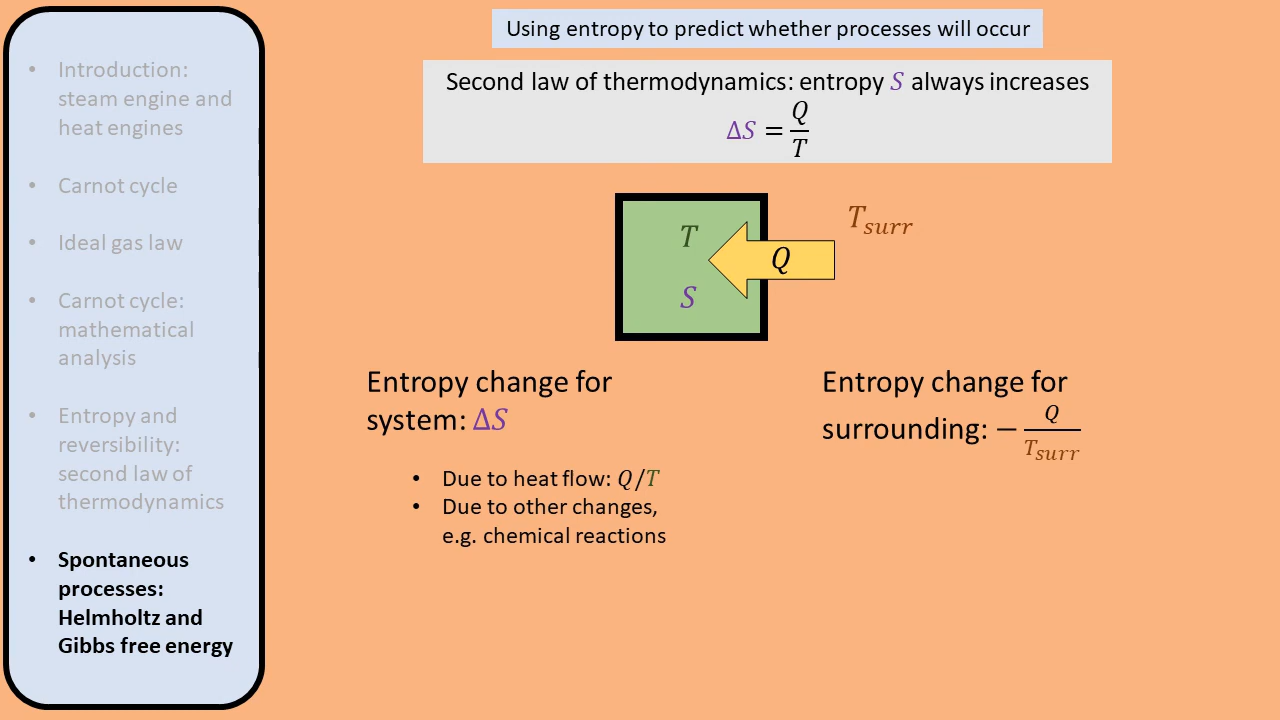 • Introduction:
steam engine and
heat engines
• Carnot cycle
• Ideal gas law
• Carnot cycle:
mathematical
analysis
• Entropy and
reversibility:
second law of
thermodynamics
• Spontaneous
processes:
Helmholtz and
Gibbs free energy
Using entropy to predict whether processes will occur
Second law of thermodynamics: entropy S always increases
ΔS = Q/T
T
Q
S
T_surr
Entropy change for
system: ΔS
• Due to heat flow: Q/T
• Due to other changes,
e.g. chemical reactions
Entropy change for
surrounding: − Q/T_surr